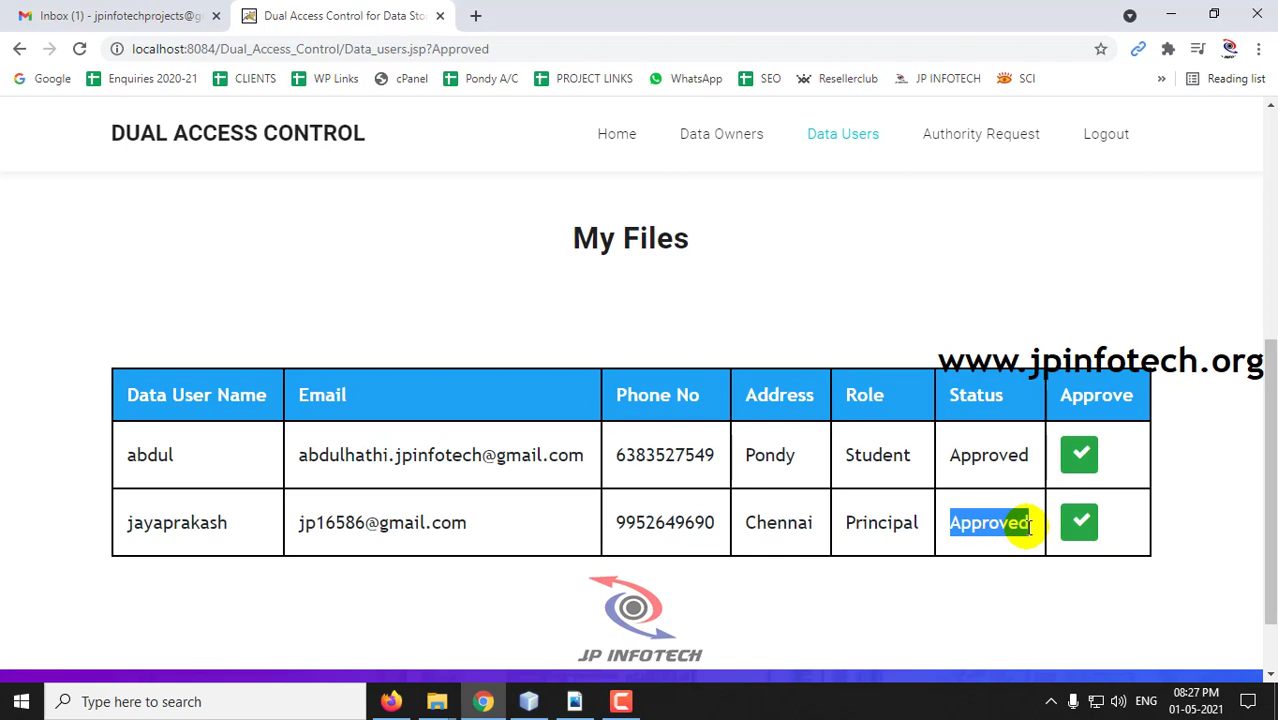 Inbox (1) - jpinfotechprojects@g
Dual Access Control for Data Sto
localhost:8084/Dual_Access_Control/Data_users.jsp?Approved
Google Enquiries 2020-21 CLIENTS WP Links cPanel Pondy A/C PROJECT LINKS WhatsApp SEO Resellerclub JP INFOTECH SCI » Reading list
DUAL ACCESS CONTROL
Home Data Owners Data Users Authority Request Logout
My Files
www.jpinfotech.org
Data User Name Email Phone No Address Role Status Approve
abdul abdulhathi.jpinfotech@gmail.com 6383527549 Pondy Student Approved
jayaprakash jp16586@gmail.com 9952649690 Chennai Principal Approved
JP INFOTECH
Type here to search
ENG
08:27 PM
01-05-2021